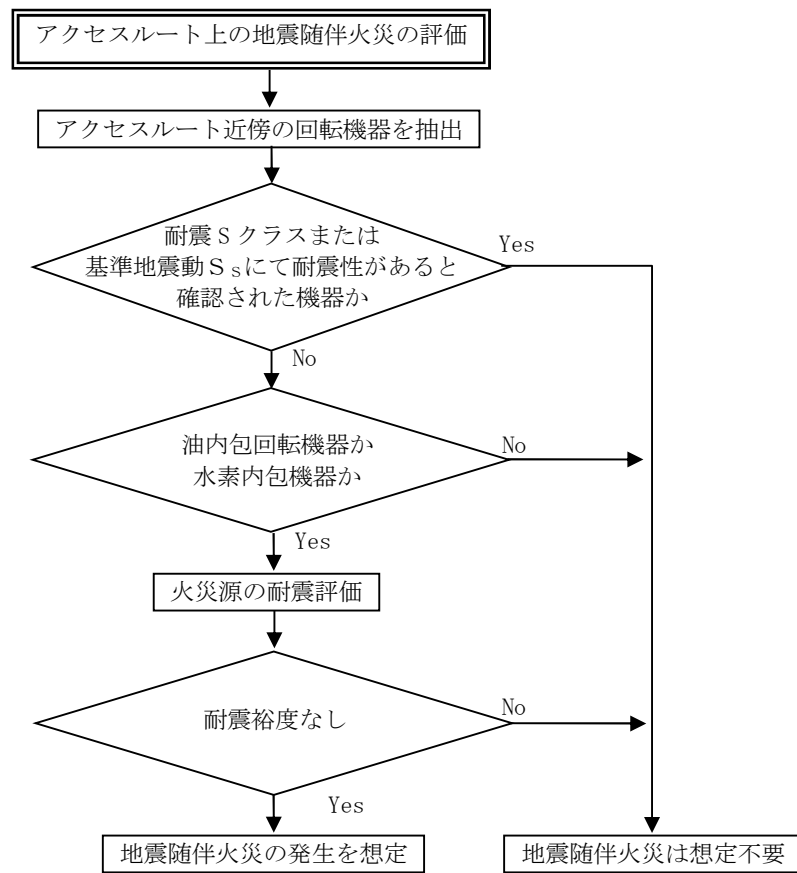 アクセスルート上の地震随伴火災の評価
アクセスルート近傍の回転機器を抽出
耐震Sクラスまたは
基準地震動Ｓsにて耐震性があると
確認された機器か
Yes
No
油内包回転機器か
水素内包機器か
No
Yes
火災源の耐震評価
耐震裕度なし
No
Yes
地震随伴火災の発生を想定
地震随伴火災は想定不要